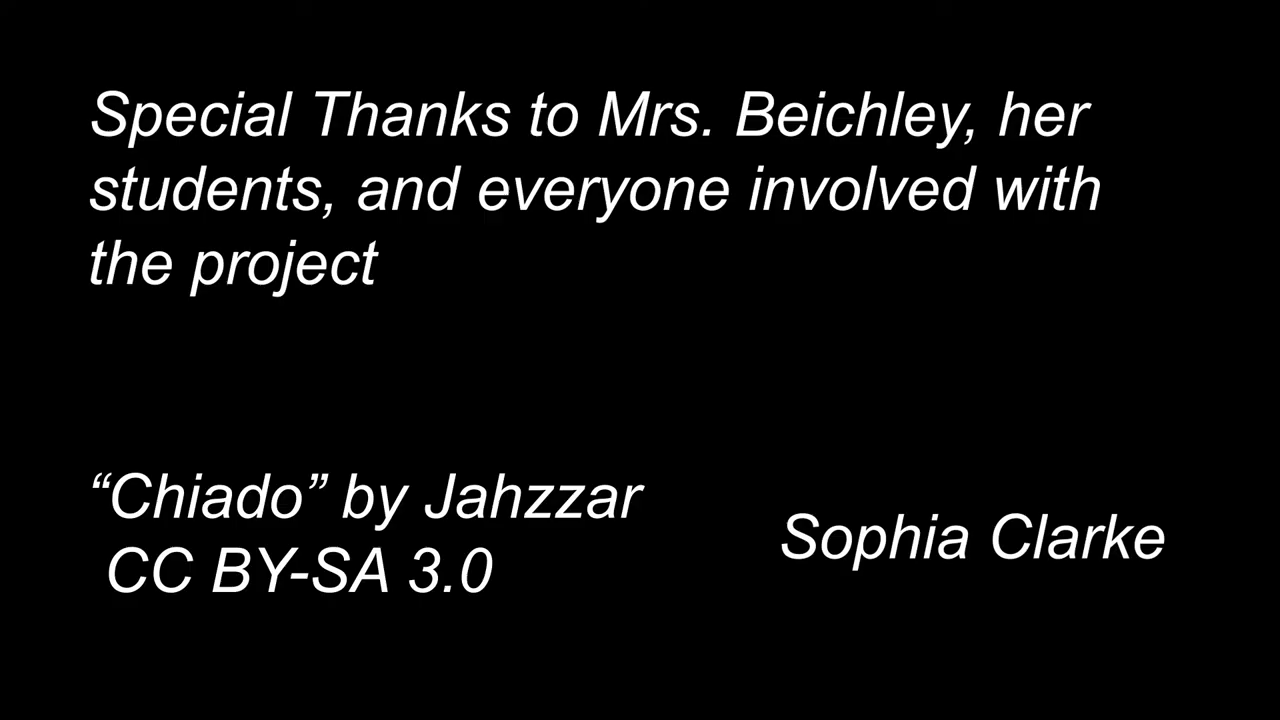 Special Thanks to Mrs. Beichley, her
students, and everyone involved with
the project
“Chiado” by Jahzzar
CC BY-SA 3.0
Sophia Clarke